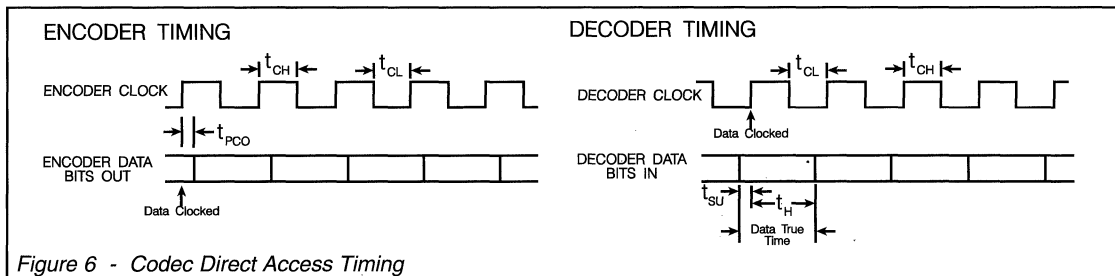 ENCODER TIMING
tCH
tCL
ENCODER CLOCK
tPCO
ENCODER DATA
BITS OUT
Data Clocked
DECODER TIMING
tCL
tCH
DECODER CLOCK
Data Clocked
DECODER DATA
BITS IN
tSU
tH
Data True
Time
Figure 6 - Codec Direct Access Timing